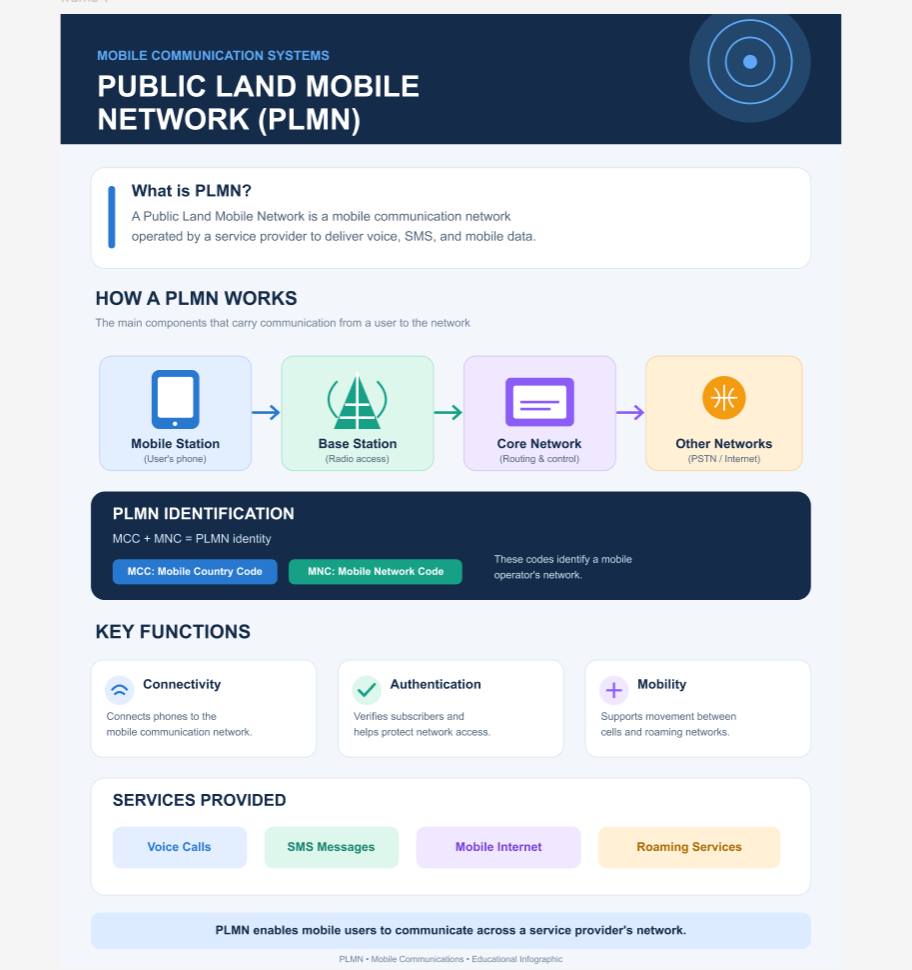 MOBILE COMMUNICATION SYSTEMS
PUBLIC LAND MOBILE
NETWORK (PLMN)
What is PLMN?
A Public Land Mobile Network is a mobile communication network
operated by a service provider to deliver voice, SMS, and mobile data.
HOW A PLMN WORKS
The main components that carry communication from a user to the network
Mobile Station
(User's phone)
Base Station
(Radio access)
Core Network
(Routing & control)
Other Networks
(PSTN / Internet)
PLMN IDENTIFICATION
MCC + MNC = PLMN identity
MCC: Mobile Country Code
MNC: Mobile Network Code
These codes identify a mobile
operator's network.
KEY FUNCTIONS
Connectivity
Connects phones to the
mobile communication network.
Authentication
Verifies subscribers and
helps protect network access.
Mobility
Supports movement between
cells and roaming networks.
SERVICES PROVIDED
Voice Calls
SMS Messages
Mobile Internet
Roaming Services
PLMN enables mobile users to communicate across a service provider's network.
PLMN • Mobile Communications • Educational Infographic